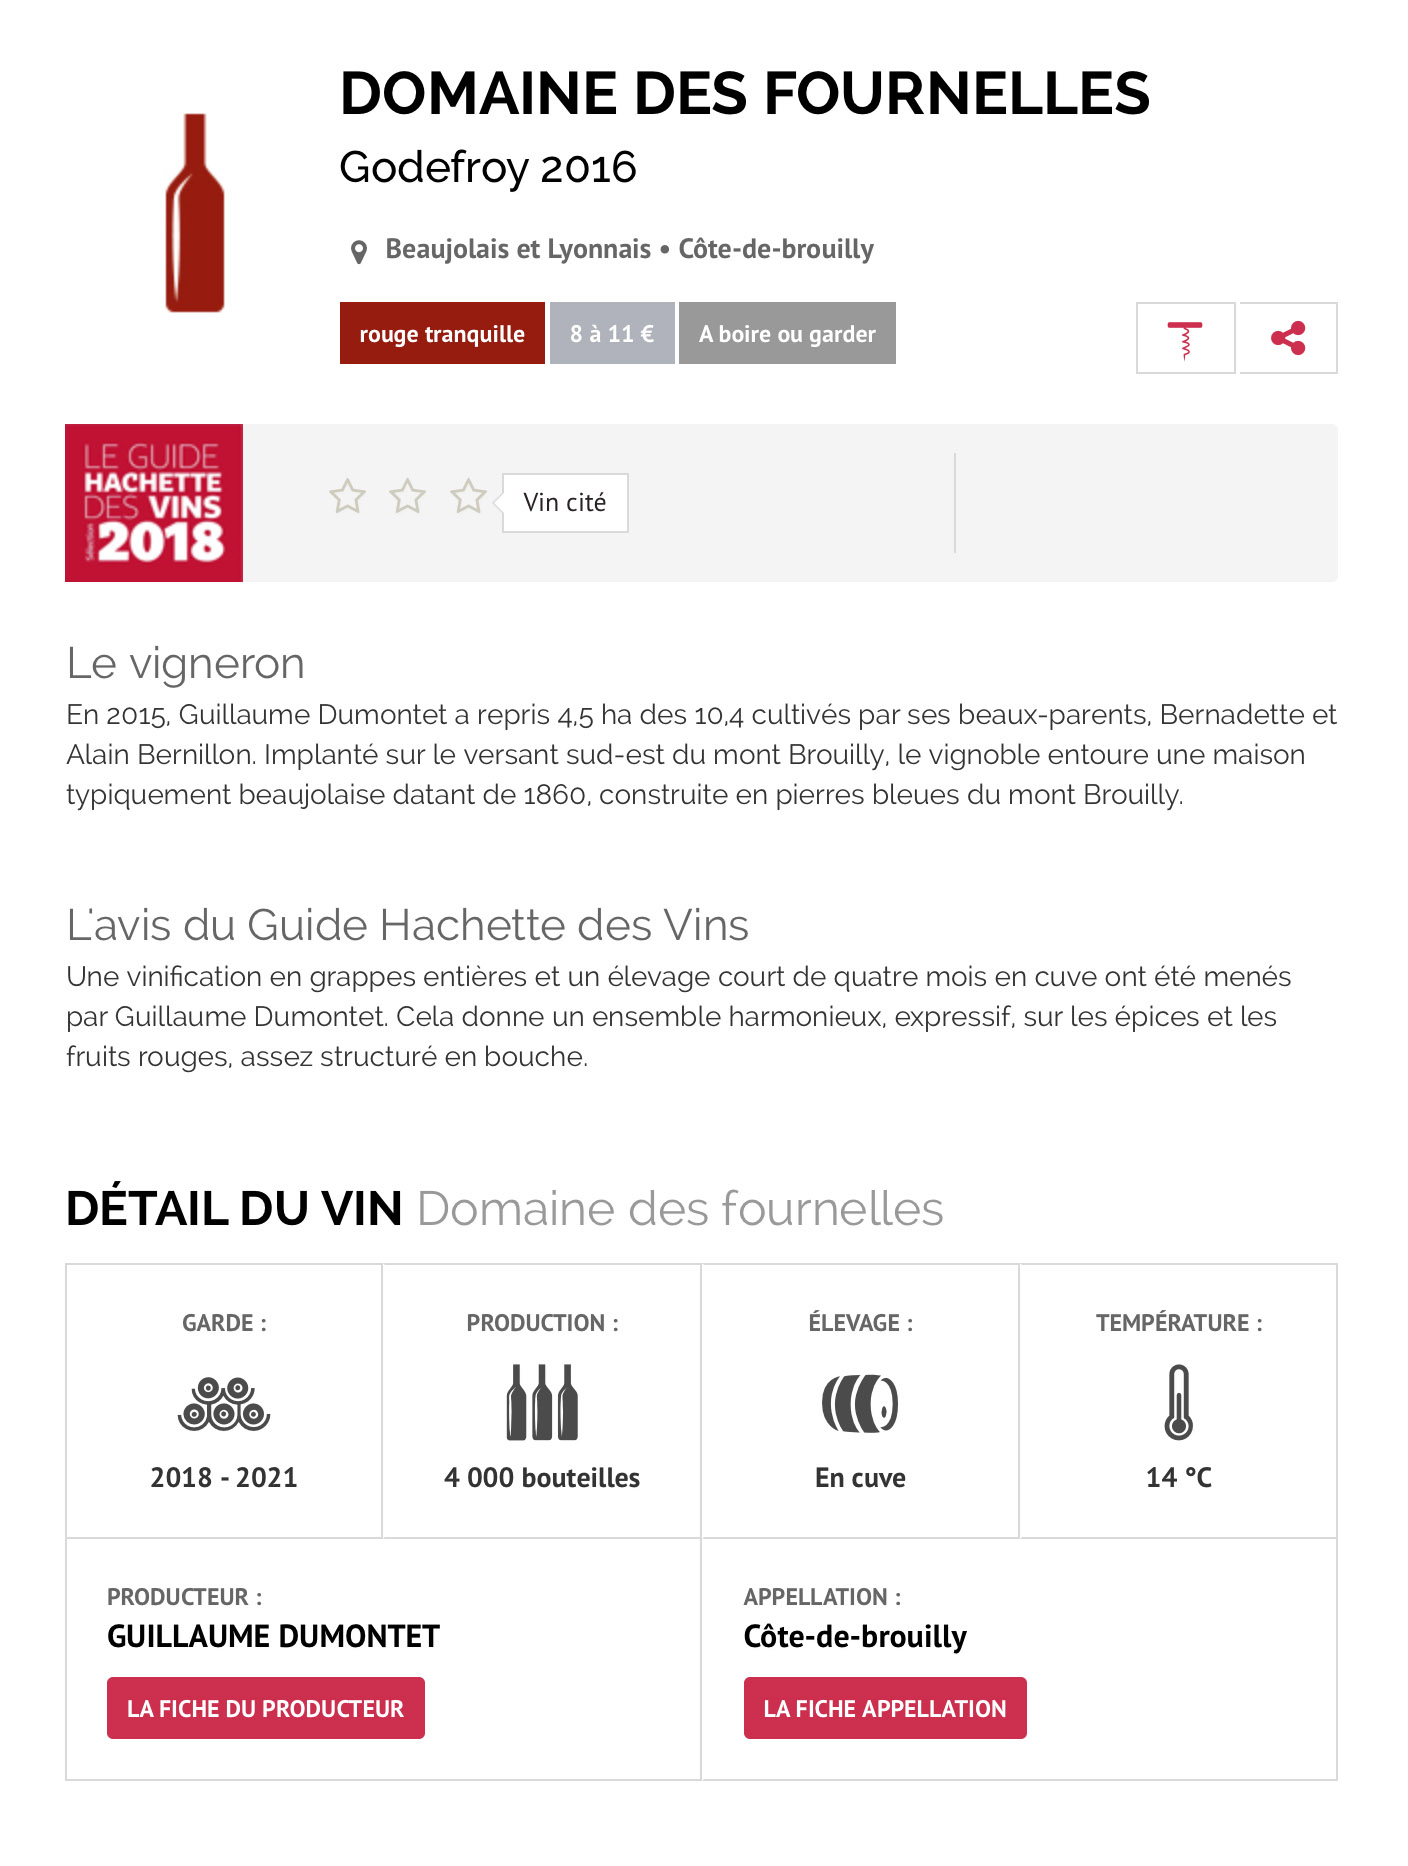 DOMAINE DES FOURNELLES
Godefroy 2016
Beaujolais et Lyonnais • Côte-de-brouilly
rouge tranquille
8 à 11 €
A boire ou garder
LE GUIDE
HACHETTE
DES VINS
Sélection 2018
Vin cité
Le vigneron
En 2015, Guillaume Dumontet a repris 4,5 ha des 10,4 cultivés par ses beaux-parents, Bernadette et
Alain Bernillon. Implanté sur le versant sud-est du mont Brouilly, le vignoble entoure une maison
typiquement beaujolaise datant de 1860, construite en pierres bleues du mont Brouilly.
L'avis du Guide Hachette des Vins
Une vinification en grappes entières et un élevage court de quatre mois en cuve ont été menés
par Guillaume Dumontet. Cela donne un ensemble harmonieux, expressif, sur les épices et les
fruits rouges, assez structuré en bouche.
DÉTAIL DU VIN Domaine des fournelles
GARDE :
2018 - 2021
PRODUCTION :
4 000 bouteilles
ÉLEVAGE :
En cuve
TEMPÉRATURE :
14 °C
PRODUCTEUR :
GUILLAUME DUMONTET
LA FICHE DU PRODUCTEUR
APPELLATION :
Côte-de-brouilly
LA FICHE APPELLATION